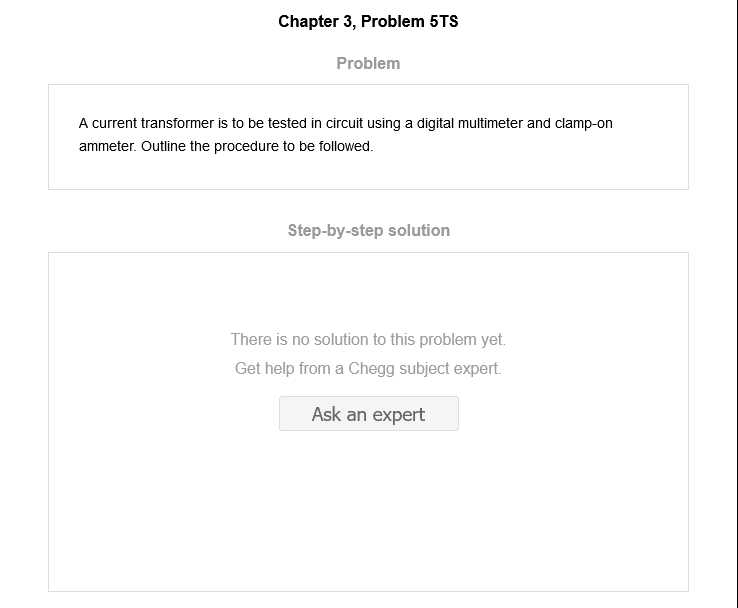 Chapter 3, Problem 5TS
Problem
A current transformer is to be tested in circuit using a digital multimeter and clamp-on
ammeter. Outline the procedure to be followed.
Step-by-step solution
There is no solution to this problem yet.
Get help from a Chegg subject expert.
Ask an expert